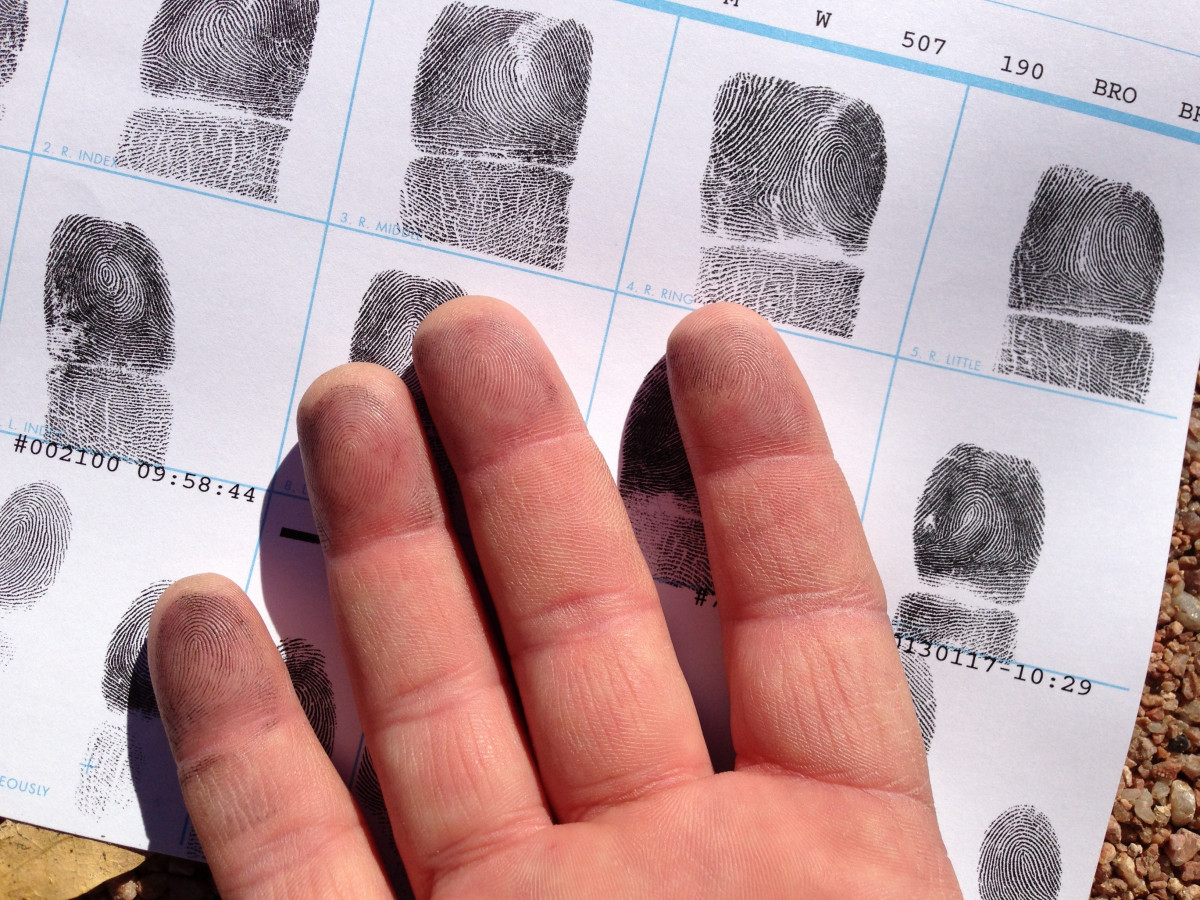 W 507 190 BRO
2. R. INDEX
3. R. MIDDLE
4. R. RING
5. R. LITTLE
#002100 09:58:44
130117-10:29
EOUSLY